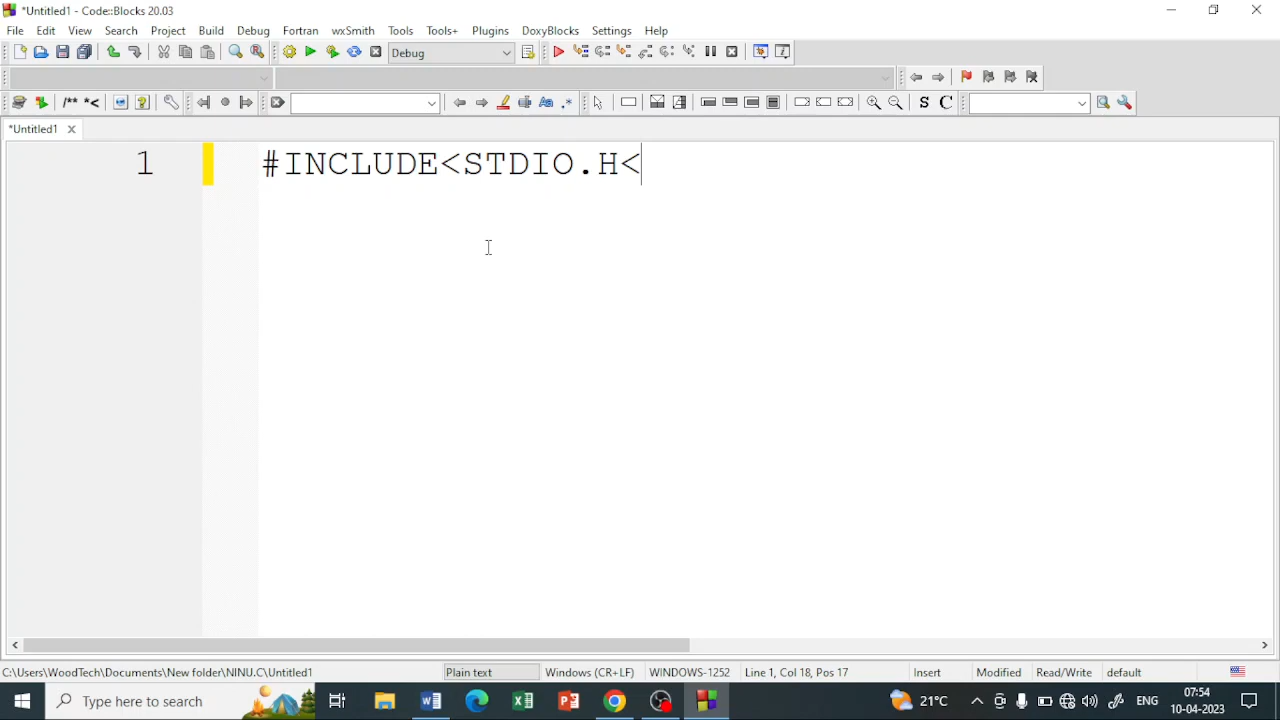 *Untitled1 - Code::Blocks 20.03
File Edit View Search Project Build Debug Fortran wxSmith Tools Tools+ Plugins DoxyBlocks Settings Help
Debug
/** *< S C
*Untitled1
1 #INCLUDE<STDIO.H<
C:\Users\WoodTech\Documents\New folder\NINU.C\Untitled1 Plain text Windows (CR+LF) WINDOWS-1252 Line 1, Col 18, Pos 17 Insert Modified Read/Write default
Type here to search 21°C ENG 07:54
10-04-2023